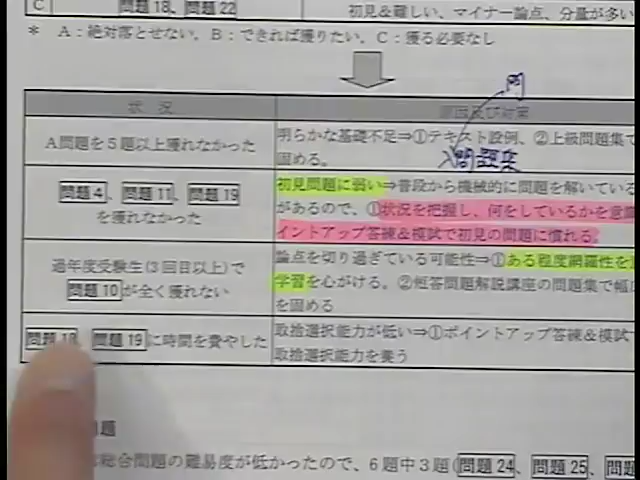 C 問題18、問題22 初見＆難しい、マイナー論点、分量が多い
＊ A：絶対落とせない。B：できれば獲りたい。C：獲る必要なし
状 況
原因及び対策
問
A問題を5題以上獲れなかった
明らかな基礎不足⇒①テキスト設例、②上級問題集で
固める。
入門問題集
問題4、問題11、問題19
を獲れなかった
初見問題に弱い⇒普段から機械的に問題を解いている
があるので、①状況を把握し、何をしているかを意識
イントアップ答練＆模試で初見の問題に慣れる。
過年度受験生(3回目以上)で
問題10が全く獲れない
論点を切り過ぎている可能性⇒①ある程度網羅性を
学習を心がける。②短答問題解説講座の問題集で幅
を固める
問題18、問題19に時間を費やした
取捨選択能力が低い⇒①ポイントアップ答練＆模試
取捨選択能力を養う
題
総合問題の難易度が低かったので、6題中3題(問題24、問題25、問題